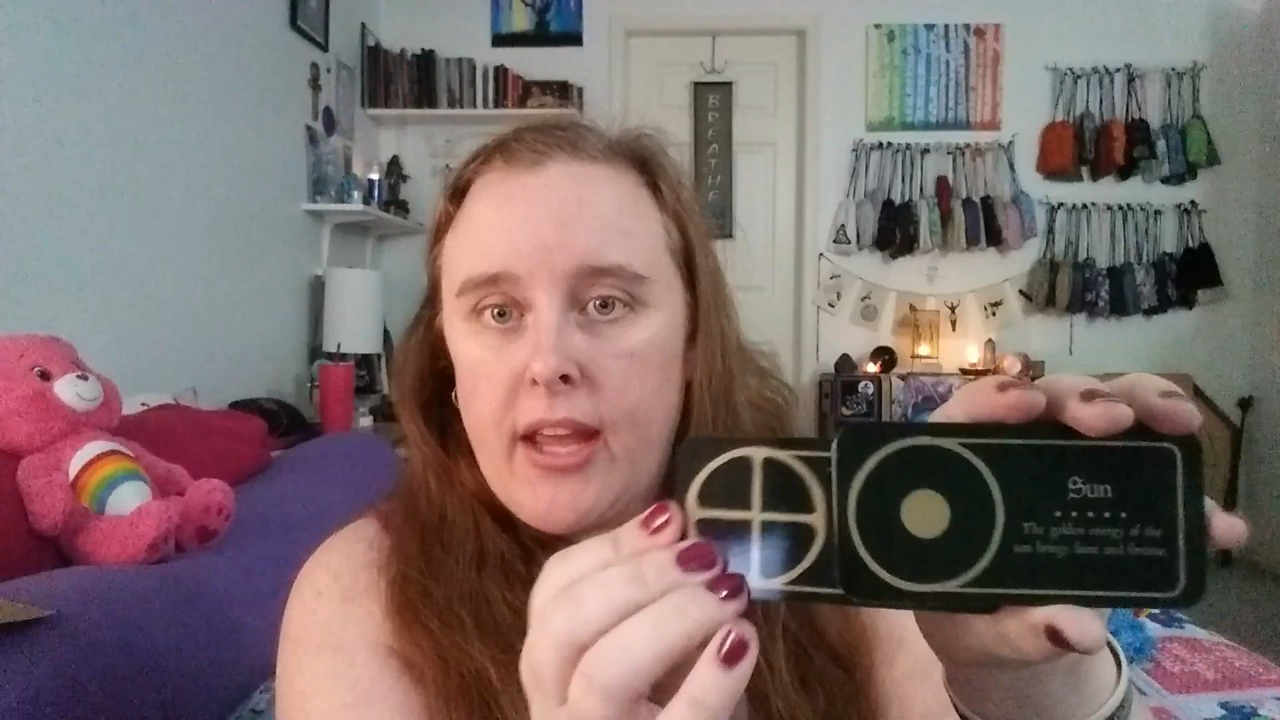 BREATHE
Sun
The golden energy of the
sun brings fame and fortune.